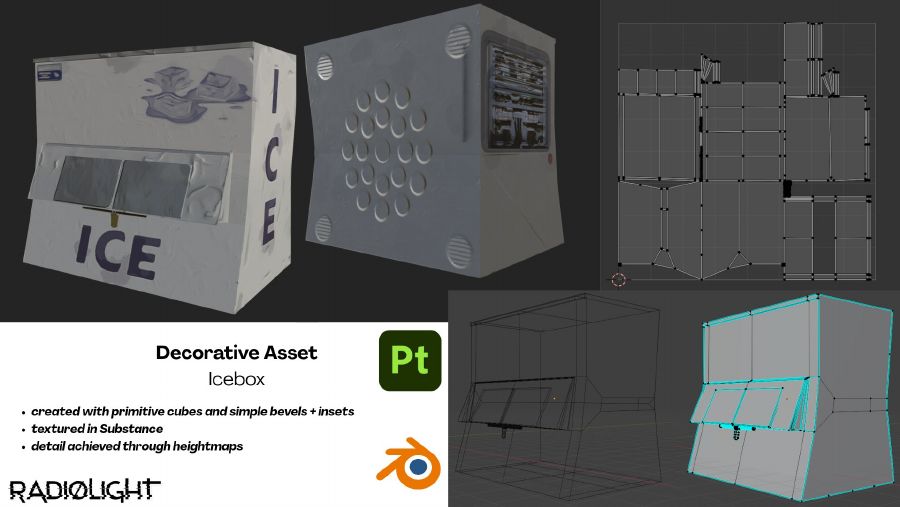 ICE
ICE
Decorative Asset
Icebox
Pt
• created with primitive cubes and simple bevels + insets
• textured in Substance
• detail achieved through heightmaps
RADIOLIGHT